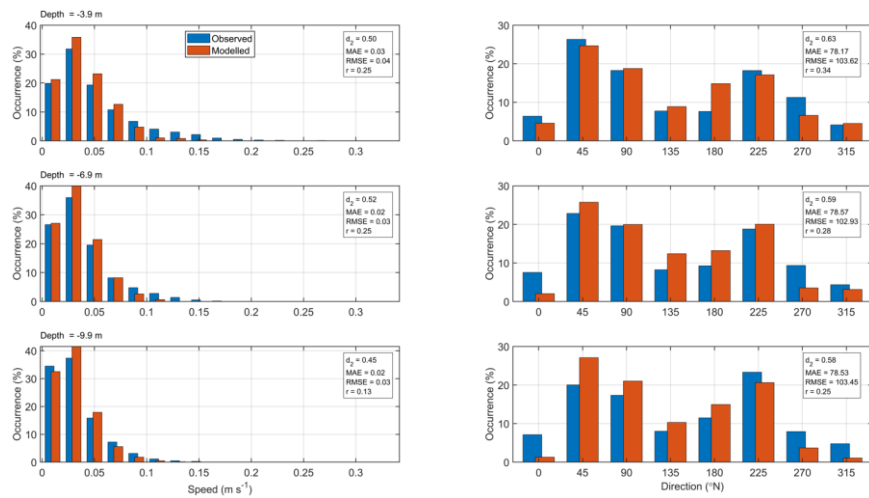 Depth = -3.9 m
40
30
20
10
0
Occurrence (%)
0 0.05 0.1 0.15 0.2 0.25 0.3
Observed
Modelled
d2 = 0.50
MAE = 0.03
RMSE = 0.04
r = 0.25
30
20
10
0
Occurrence (%)
0 45 90 135 180 225 270 315
d2 = 0.63
MAE = 78.17
RMSE = 103.62
r = 0.34
Depth = -6.9 m
40
30
20
10
0
Occurrence (%)
0 0.05 0.1 0.15 0.2 0.25 0.3
d2 = 0.52
MAE = 0.02
RMSE = 0.03
r = 0.25
30
20
10
0
Occurrence (%)
0 45 90 135 180 225 270 315
d2 = 0.59
MAE = 78.57
RMSE = 102.93
r = 0.28
Depth = -9.9 m
40
30
20
10
0
Occurrence (%)
0 0.05 0.1 0.15 0.2 0.25 0.3
Speed (m s-1)
d2 = 0.45
MAE = 0.02
RMSE = 0.03
r = 0.13
30
20
10
0
Occurrence (%)
0 45 90 135 180 225 270 315
Direction (°N)
d2 = 0.58
MAE = 78.53
RMSE = 103.45
r = 0.25